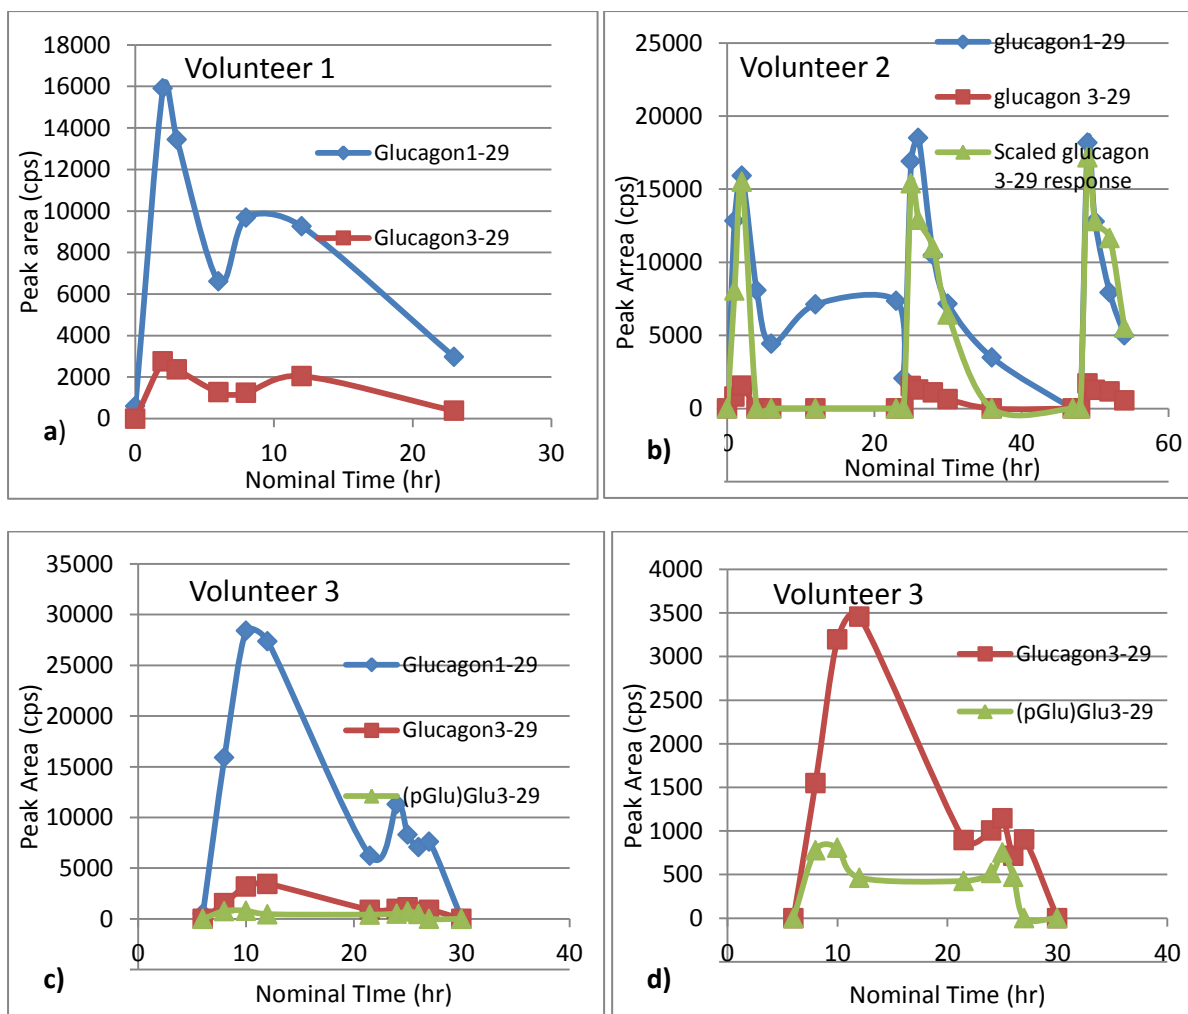 Volunteer 1
Peak area (cps)
18000
16000
14000
12000
10000
8000
6000
4000
2000
0
Glucagon1-29
Glucagon3-29
0
10
20
30
Nominal Time (hr)
a)
Volunteer 2
Peak Arrea (cps)
25000
20000
15000
10000
5000
0
glucagon1-29
glucagon 3-29
Scaled glucagon
3-29 response
0
20
40
60
Nominal Time (hr)
b)
Volunteer 3
Peak Area (cps)
35000
30000
25000
20000
15000
10000
5000
0
Glucagon1-29
Glucagon3-29
(pGlu)Glu3-29
0
10
20
30
40
Nominal TIme (hr)
c)
Volunteer 3
Peak Area (cps)
4000
3500
3000
2500
2000
1500
1000
500
0
Glucagon3-29
(pGlu)Glu3-29
0
10
20
30
40
Nominal Time (hr)
d)